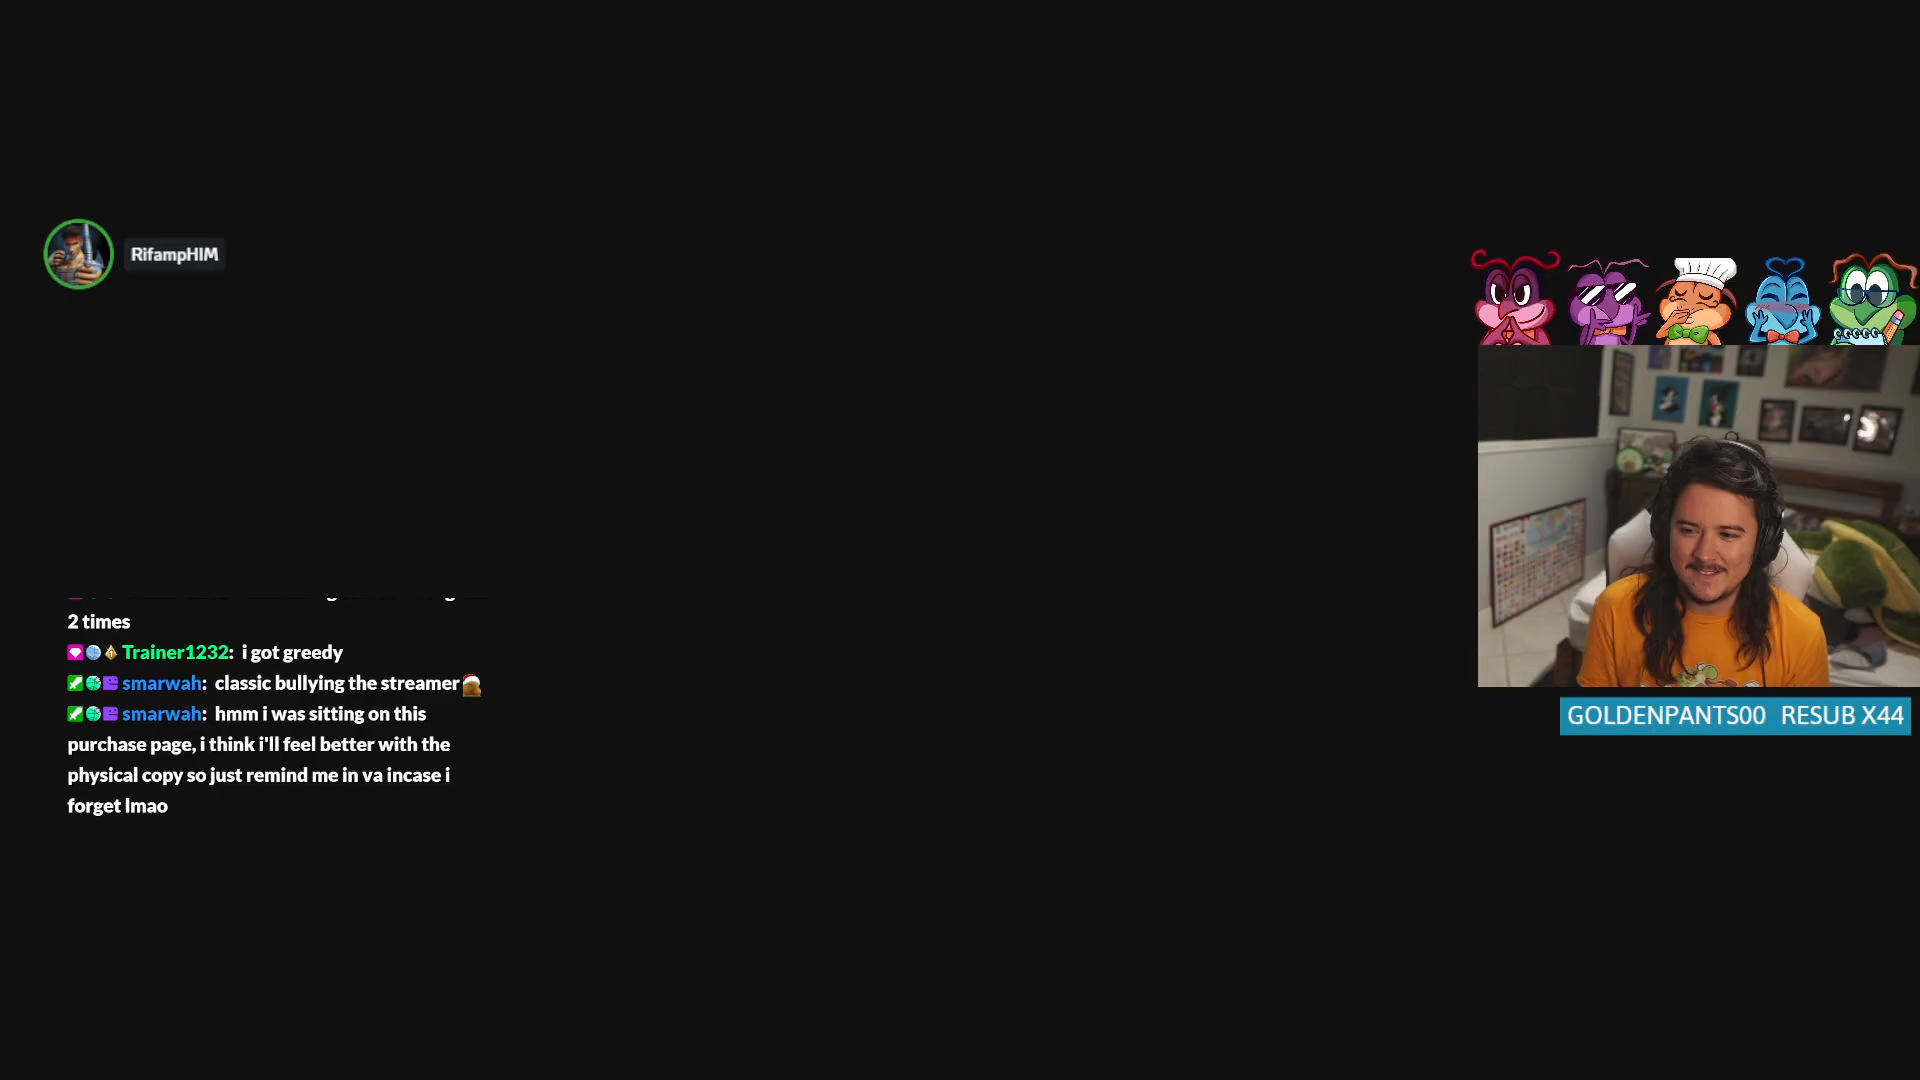 RifampHIM
2 times
Trainer1232: i got greedy
smarwah: classic bullying the streamer
smarwah: hmm i was sitting on this
purchase page, i think i'll feel better with the
physical copy so just remind me in va incase i
forget lmao
GOLDENPANTS00 RESUB X44